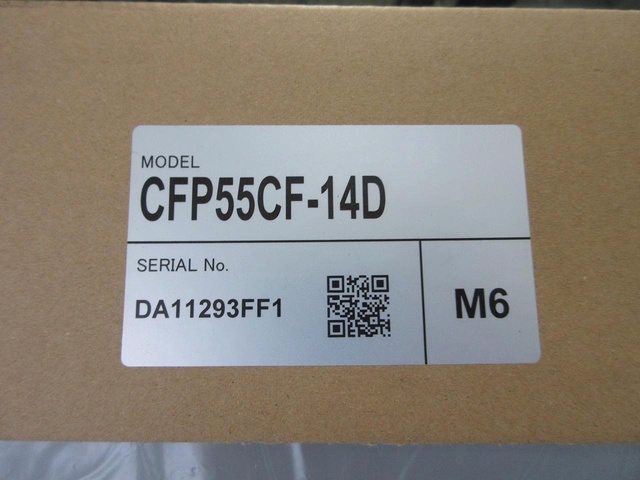 MODEL
CFP55CF-14D
SERIAL No.
DA11293FF1
M6